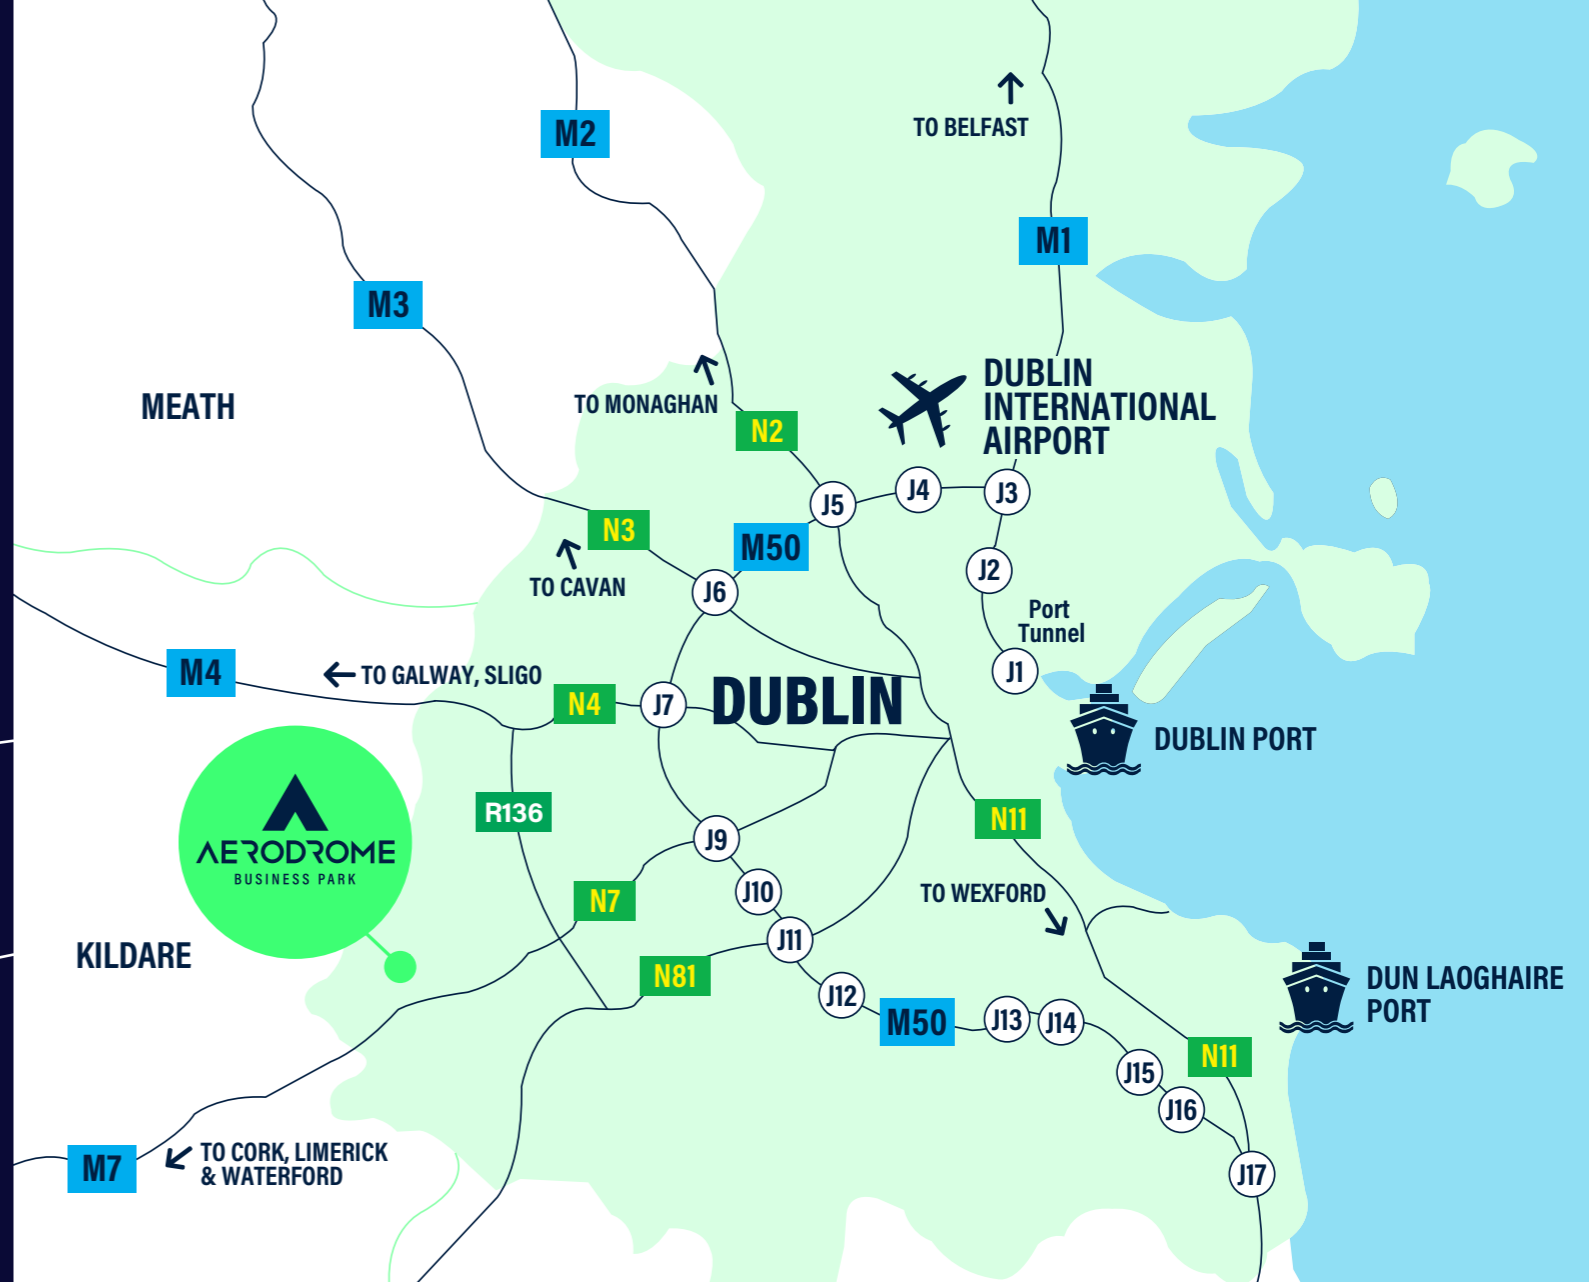 M2
TO BELFAST
M1
M3
DUBLIN
INTERNATIONAL
AIRPORT
MEATH
TO MONAGHAN
N2
J5
J4
J3
N3
M50
J2
TO CAVAN
J6
Port
Tunnel
M4
TO GALWAY, SLIGO
J1
N4
J7
DUBLIN
DUBLIN PORT
R136
N11
AERODROME
BUSINESS PARK
J9
J10
TO WEXFORD
N7
J11
KILDARE
N81
J12
M50
J13
J14
DUN LAOGHAIRE
PORT
N11
J15
J16
TO CORK, LIMERICK
& WATERFORD
M7
J17